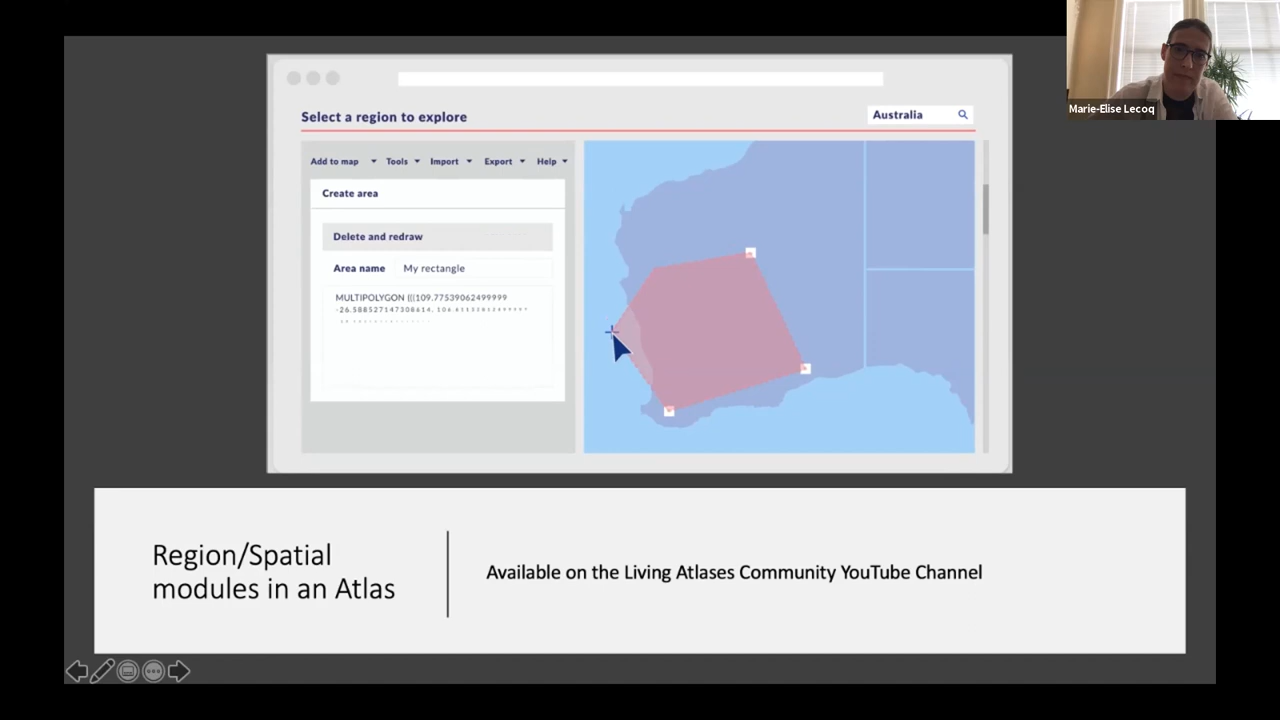 Marie-Elise Lecoq
Select a region to explore
Australia
Add to map Tools Import Export Help
Create area
Delete and redraw
Area name My rectangle
MULTIPOLYGON (((109.77539062499999
-26.588527147308614,
Region/Spatial
modules in an Atlas
Available on the Living Atlases Community YouTube Channel